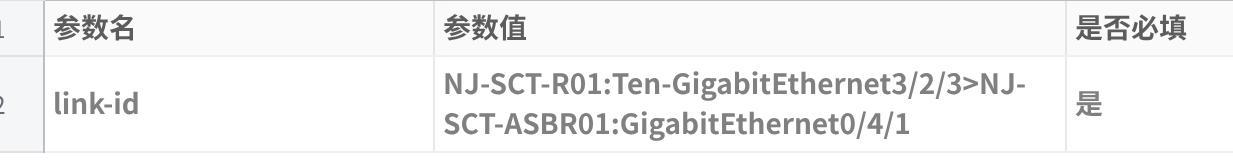 1 参数名 参数值 是否必填
2 link-id NJ-SCT-R01:Ten-GigabitEthernet3/2/3>NJ-
SCT-ASBR01:GigabitEthernet0/4/1 是